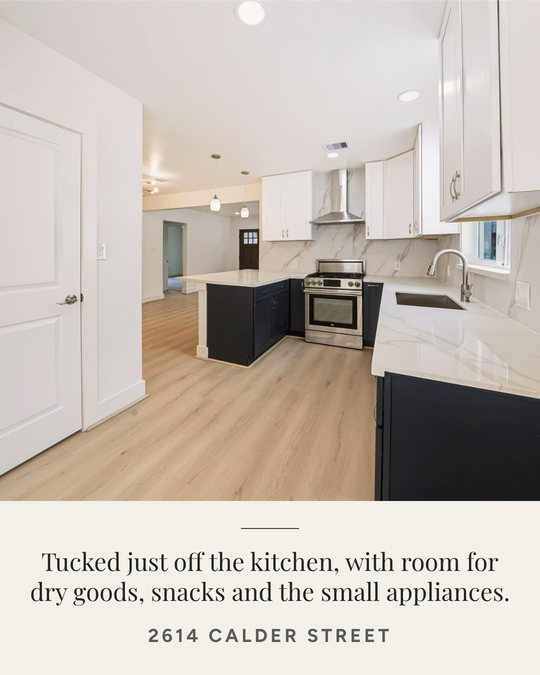 Tucked just off the kitchen, with room for
dry goods, snacks and the small appliances.
2614 CALDER STREET